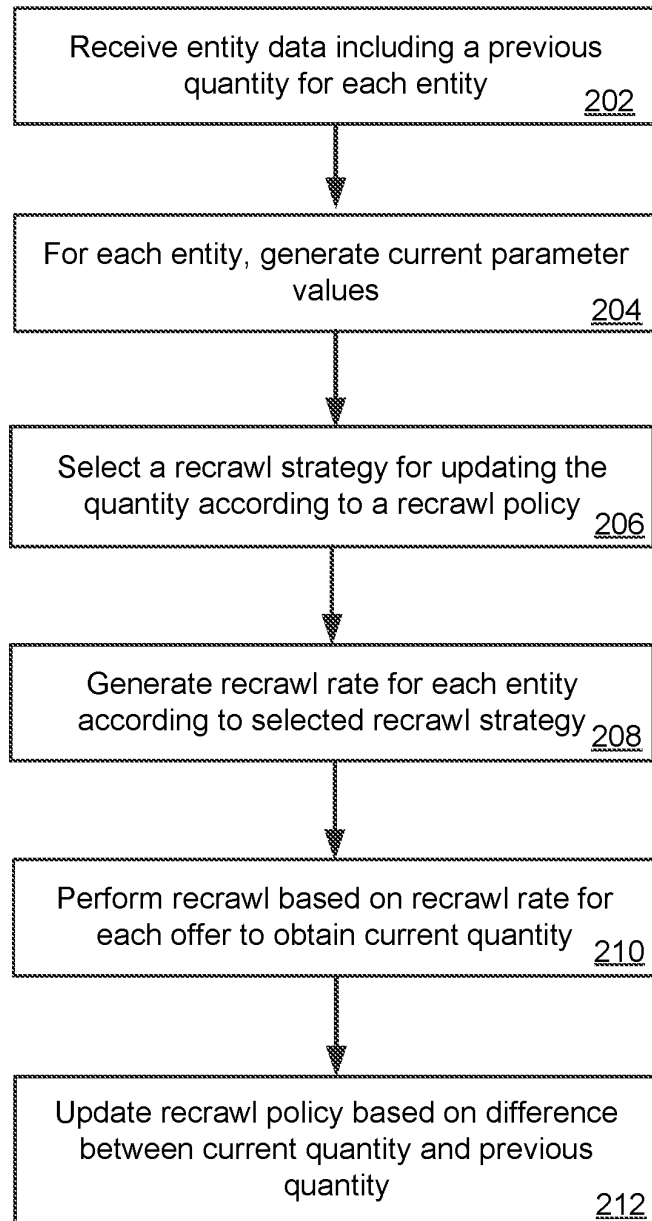 Receive entity data including a previous
quantity for each entity
202
For each entity, generate current parameter
values
204
Select a recrawl strategy for updating the
quantity according to a recrawl policy
206
Generate recrawl rate for each entity
according to selected recrawl strategy
208
Perform recrawl based on recrawl rate for
each offer to obtain current quantity
210
Update recrawl policy based on difference
between current quantity and previous
quantity
212